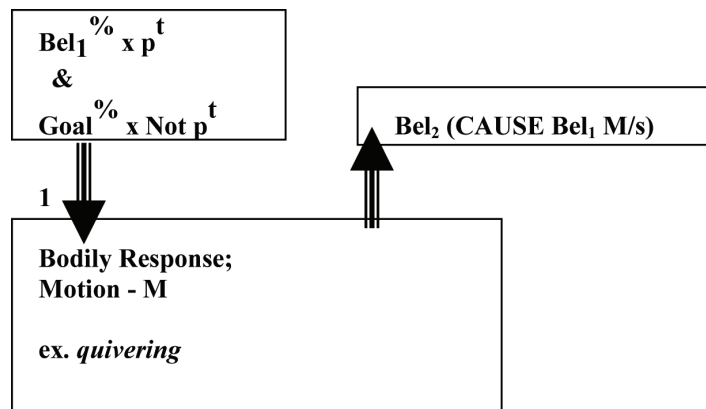 Bel₁% x pᵗ
&
Goal% x Not pᵗ
Bel₂ (CAUSE Bel₁ M/s)
1
Bodily Response;
Motion - M
ex. quivering